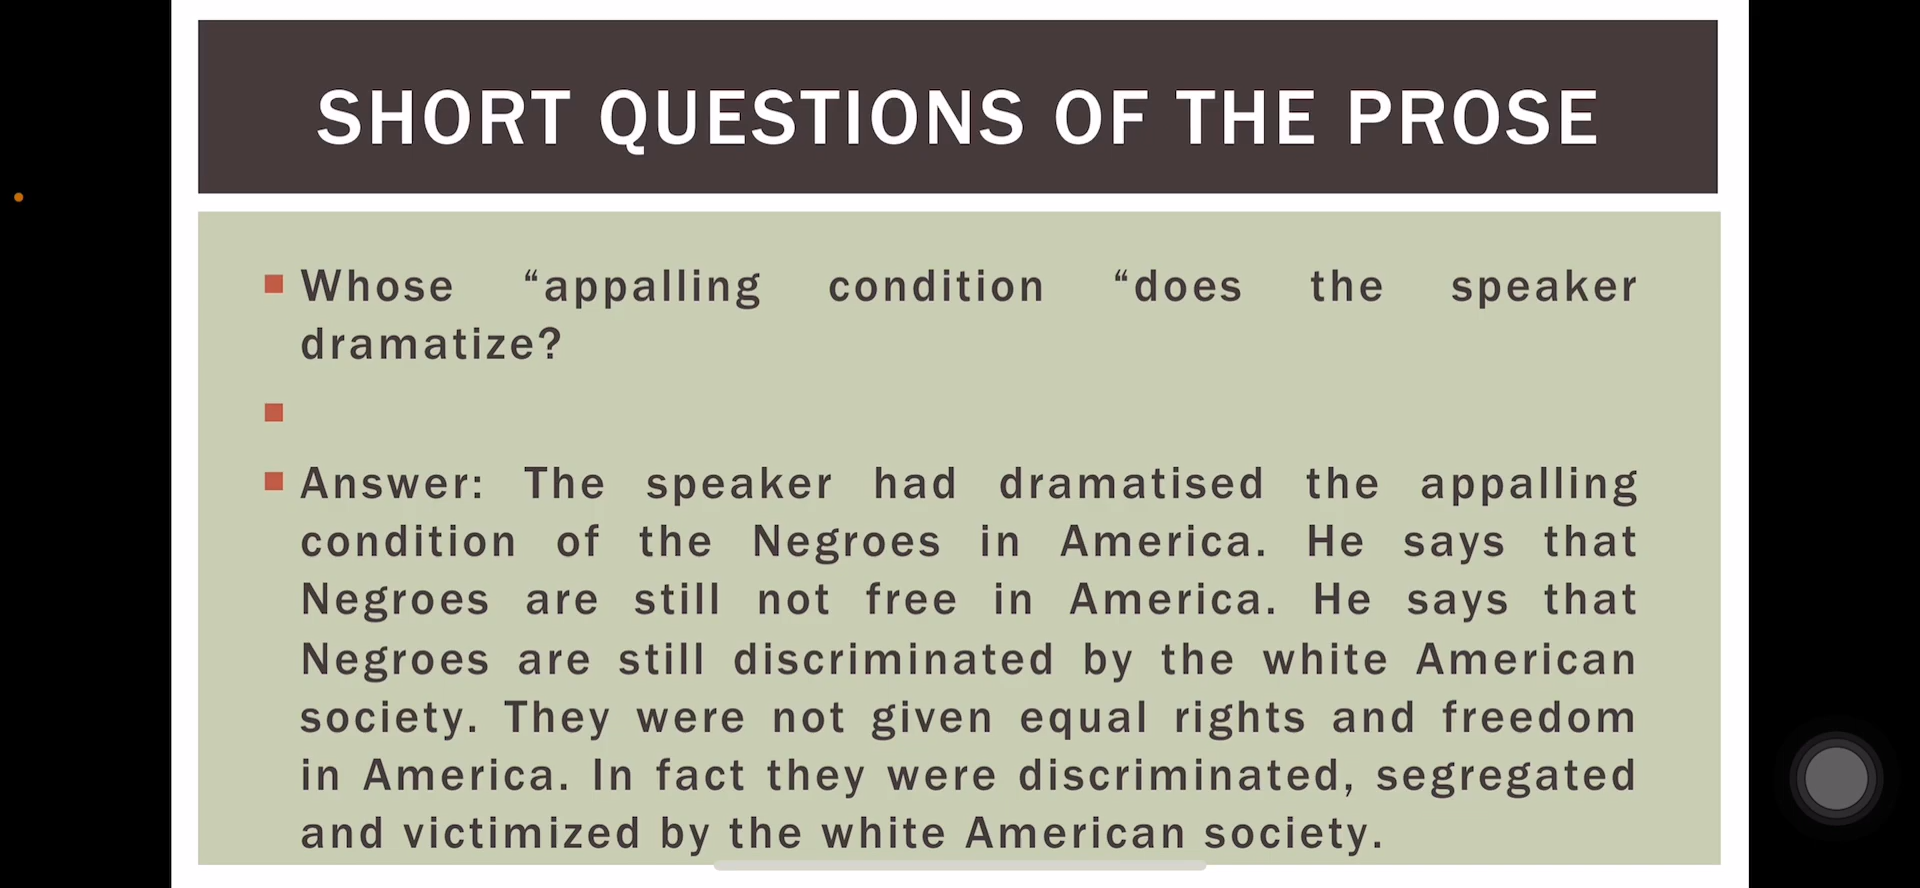 SHORT QUESTIONS OF THE PROSE
Whose “appalling condition “does the speaker
dramatize?
Answer: The speaker had dramatised the appalling
condition of the Negroes in America. He says that
Negroes are still not free in America. He says that
Negroes are still discriminated by the white American
society. They were not given equal rights and freedom
in America. In fact they were discriminated, segregated
and victimized by the white American society.